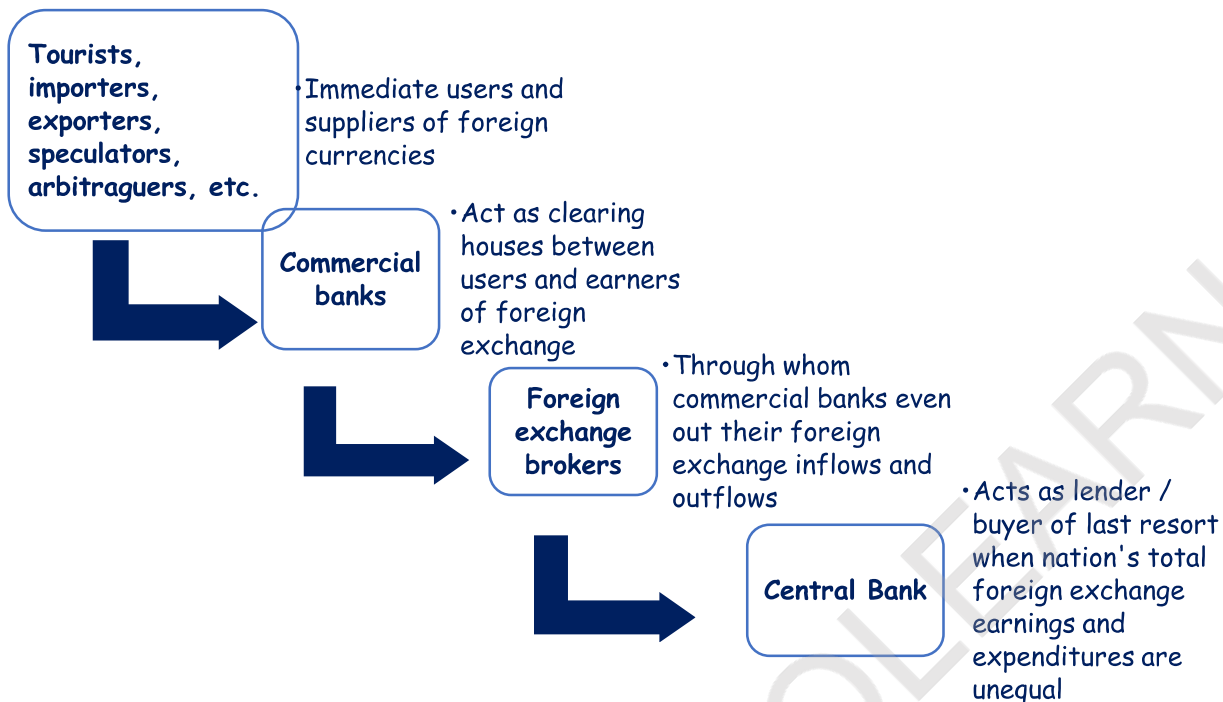 Tourists,
importers,
exporters,
speculators,
arbitraguers, etc.
•Immediate users and
suppliers of foreign
currencies
Commercial
banks
•Act as clearing
houses between
users and earners
of foreign
exchange
Foreign
exchange
brokers
•Through whom
commercial banks even
out their foreign
exchange inflows and
outflows
Central Bank
•Acts as lender /
buyer of last resort
when nation's total
foreign exchange
earnings and
expenditures are
unequal
OLEARN